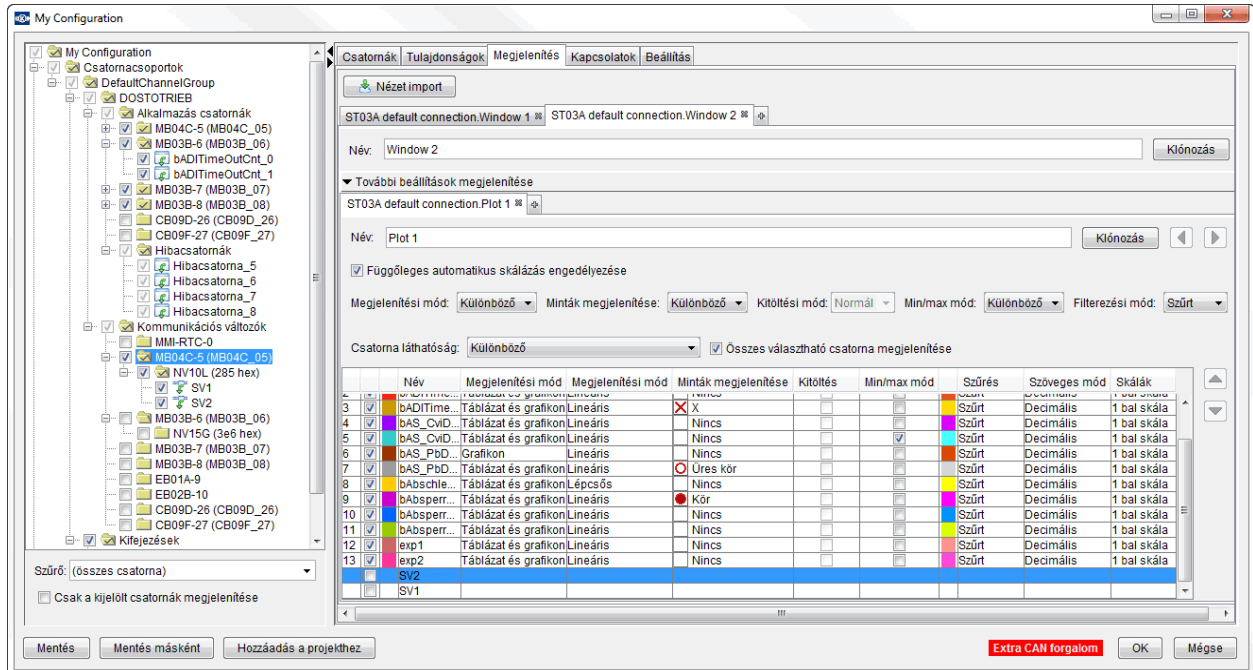 My Configuration
My Configuration
Csatornacsoportok
DefaultChannelGroup
DOSTOTRIEB
Alkalmazás csatornák
MB04C-5 (MB04C_05)
MB03B-6 (MB03B_06)
bADITimeOutCnt_0
bADITimeOutCnt_1
MB03B-7 (MB03B_07)
MB03B-8 (MB03B_08)
CB09D-26 (CB09D_26)
CB09F-27 (CB09F_27)
Hibacsatornák
Hibacsatorna_5
Hibacsatorna_6
Hibacsatorna_7
Hibacsatorna_8
Kommunikációs változók
MMI-RTC-0
MB04C-5 (MB04C_05)
NV10L (285 hex)
SV1
SV2
MB03B-6 (MB03B_06)
NV15G (3e6 hex)
MB03B-7 (MB03B_07)
MB03B-8 (MB03B_08)
EB01A-9
EB02B-10
CB09D-26 (CB09D_26)
CB09F-27 (CB09F_27)
Kifejezések
Szűrő: (összes csatorna)
Csak a kijelölt csatornák megjelenítése
Csatornák Tulajdonságok Megjelenítés Kapcsolatok Beállítás
Nézet import
ST03A default connection.Window 1 ST03A default connection.Window 2
Név: Window 2 Klónozás
További beállítások megjelenítése
ST03A default connection.Plot 1
Név: Plot 1 Klónozás
Függőleges automatikus skálázás engedélyezése
Megjelenítési mód: Különböző Minták megjelenítése: Különböző Kitöltési mód: Normál Min/max mód: Különböző Filterezési mód: Szűrt
Csatorna láthatóság: Különböző Összes választható csatorna megjelenítése
Név Megjelenítési mód Megjelenítési mód Minták megjelenítése Kitöltés Min/max mód Szűrés Szöveges mód Skálák
2 bADITime... Táblázat és grafikon Lineáris Nincs Szűrt Decimális 1 bal skála
3 bADITime... Táblázat és grafikon Lineáris X Szűrt Decimális 1 bal skála
4 bAS_CviD... Táblázat és grafikon Lineáris Nincs Szűrt Decimális 1 bal skála
5 bAS_CviD... Táblázat és grafikon Lineáris Nincs Szűrt Decimális 1 bal skála
6 bAS_PbD... Grafikon Lineáris Nincs Szűrt Decimális 1 bal skála
7 bAS_PbD... Táblázat és grafikon Lineáris Üres kör Szűrt Decimális 1 bal skála
8 bAbschle... Táblázat és grafikon Lépcsős Nincs Szűrt Decimális 1 bal skála
9 bAbsperr... Táblázat és grafikon Lineáris Kör Szűrt Decimális 1 bal skála
10 bAbsperr... Táblázat és grafikon Lineáris Nincs Szűrt Decimális 1 bal skála
11 bAbsperr... Táblázat és grafikon Lineáris Nincs Szűrt Decimális 1 bal skála
12 exp1 Táblázat és grafikon Lineáris Nincs Szűrt Decimális 1 bal skála
13 exp2 Táblázat és grafikon Lineáris Nincs Szűrt Decimális 1 bal skála
SV2
SV1
Mentés Mentés másként Hozzáadás a projekthez Extra CAN forgalom OK Mégse